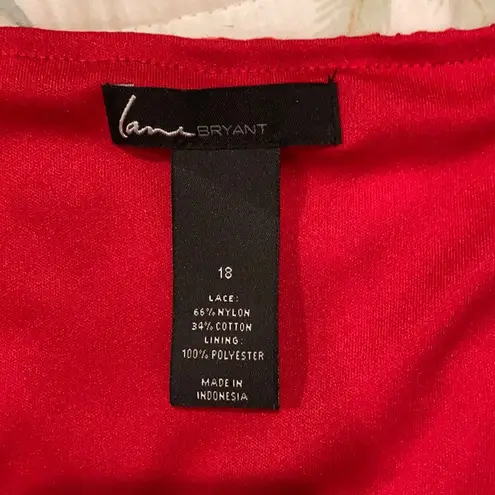 Lane BRYANT
18
LACE:
66% NYLON
34% COTTON
LINING:
100% POLYESTER
MADE IN
INDONESIA